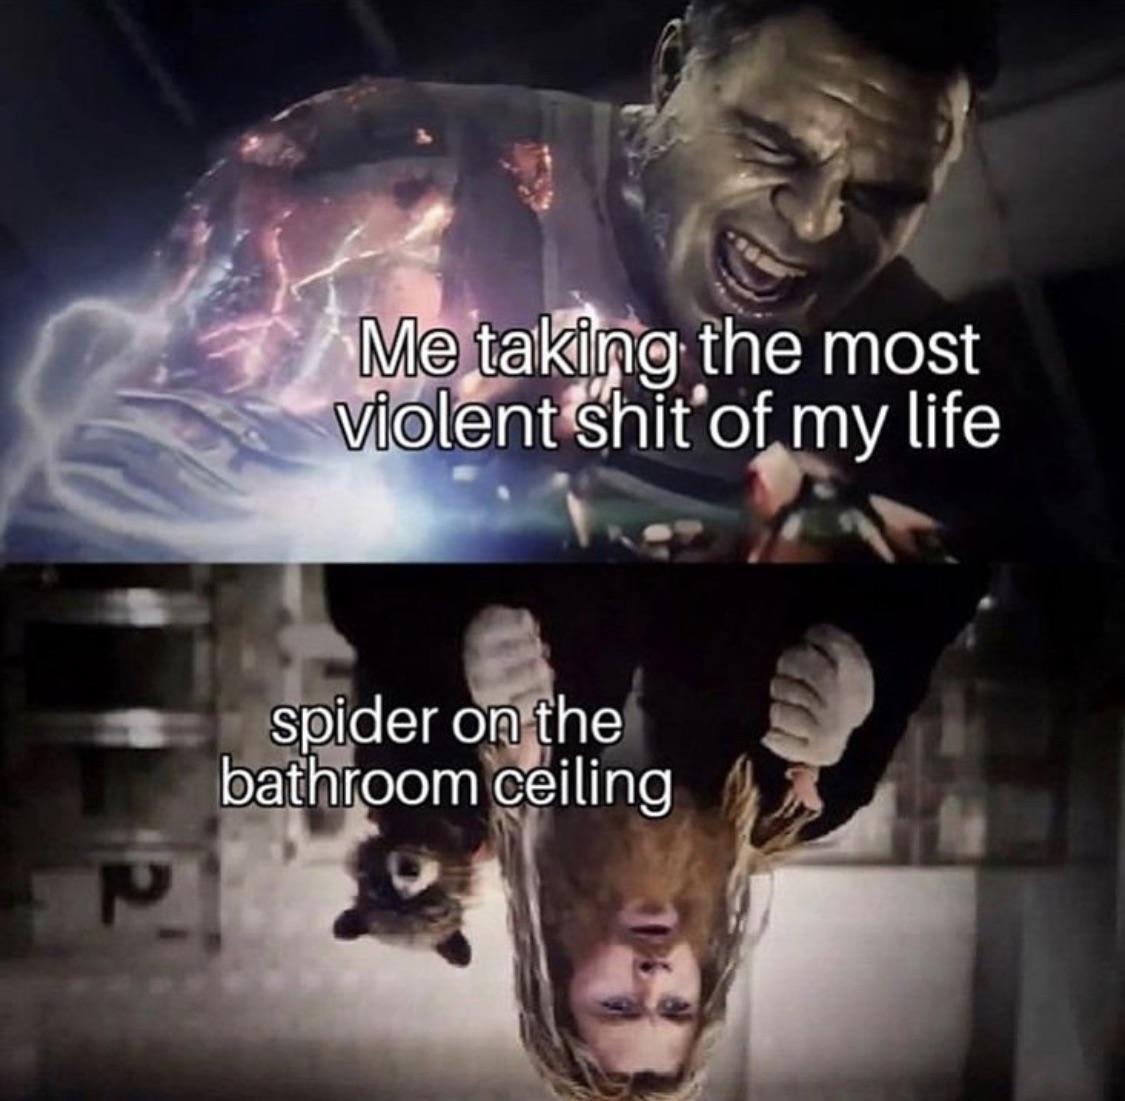 Me taking the most
violent shit of my life
spider on the
bathroom ceiling